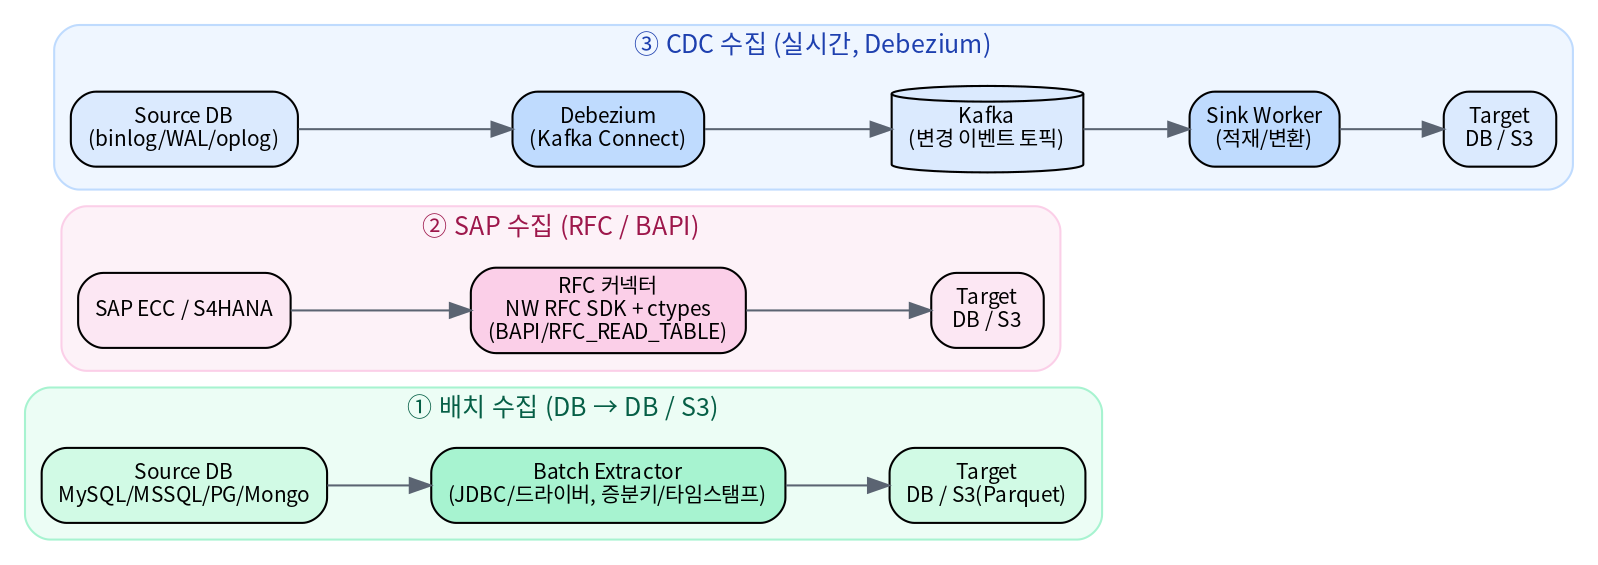 ③ CDC 수집 (실시간, Debezium)
Source DB
(binlog/WAL/oplog)
Debezium
(Kafka Connect)
Kafka
(변경 이벤트 토픽)
Sink Worker
(적재/변환)
Target
DB / S3
② SAP 수집 (RFC / BAPI)
SAP ECC / S4HANA
RFC 커넥터
NW RFC SDK + ctypes
(BAPI/RFC_READ_TABLE)
Target
DB / S3
① 배치 수집 (DB → DB / S3)
Source DB
MySQL/MSSQL/PG/Mongo
Batch Extractor
(JDBC/드라이버, 증분키/타임스탬프)
Target
DB / S3(Parquet)